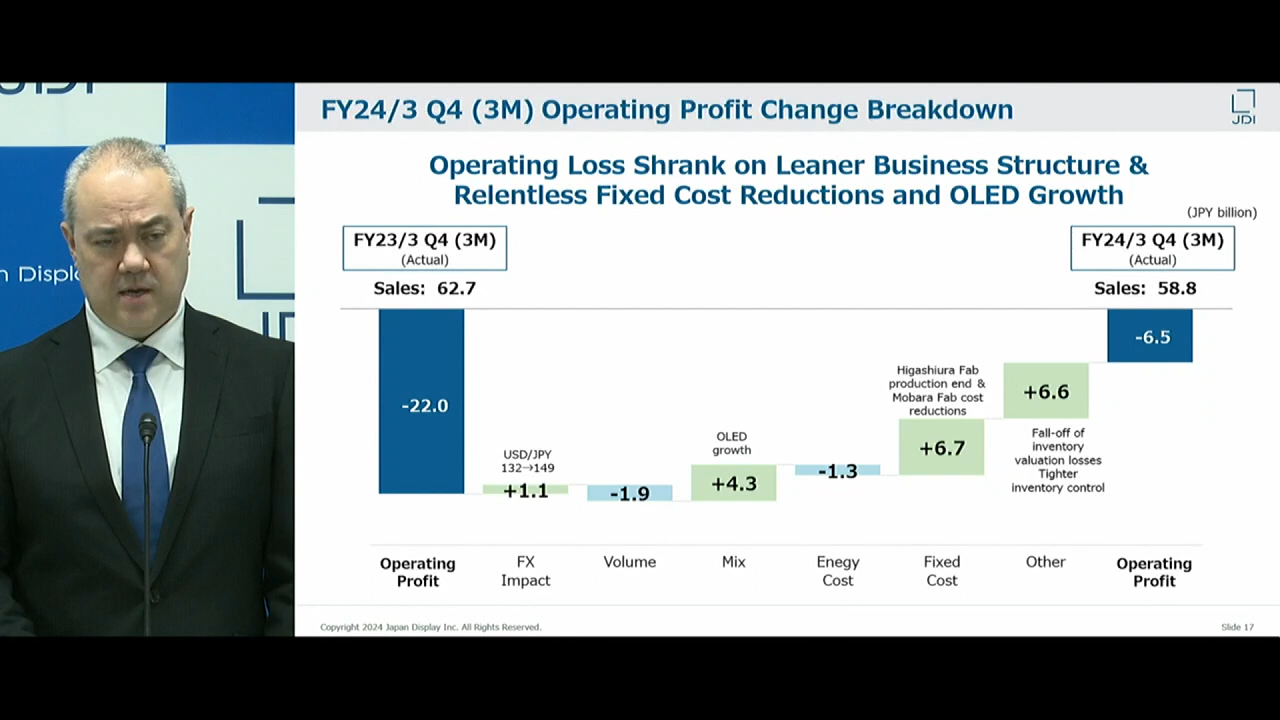 JDI
n Displ
JDI
FY24/3 Q4 (3M) Operating Profit Change Breakdown
JDI
Operating Loss Shrank on Leaner Business Structure &
Relentless Fixed Cost Reductions and OLED Growth
(JPY billion)
FY23/3 Q4 (3M)
(Actual)
Sales: 62.7
FY24/3 Q4 (3M)
(Actual)
Sales: 58.8
-22.0
USD/JPY
132→149
+1.1
-1.9
OLED
growth
+4.3
-1.3
Higashiura Fab
production end &
Mobara Fab cost
reductions
+6.7
+6.6
Fall-off of
inventory
valuation losses
Tighter
inventory control
-6.5
Operating
Profit
FX
Impact
Volume
Mix
Enegy
Cost
Fixed
Cost
Other
Operating
Profit
Copyright 2024 Japan Display Inc. All Rights Reserved.
Slide 17